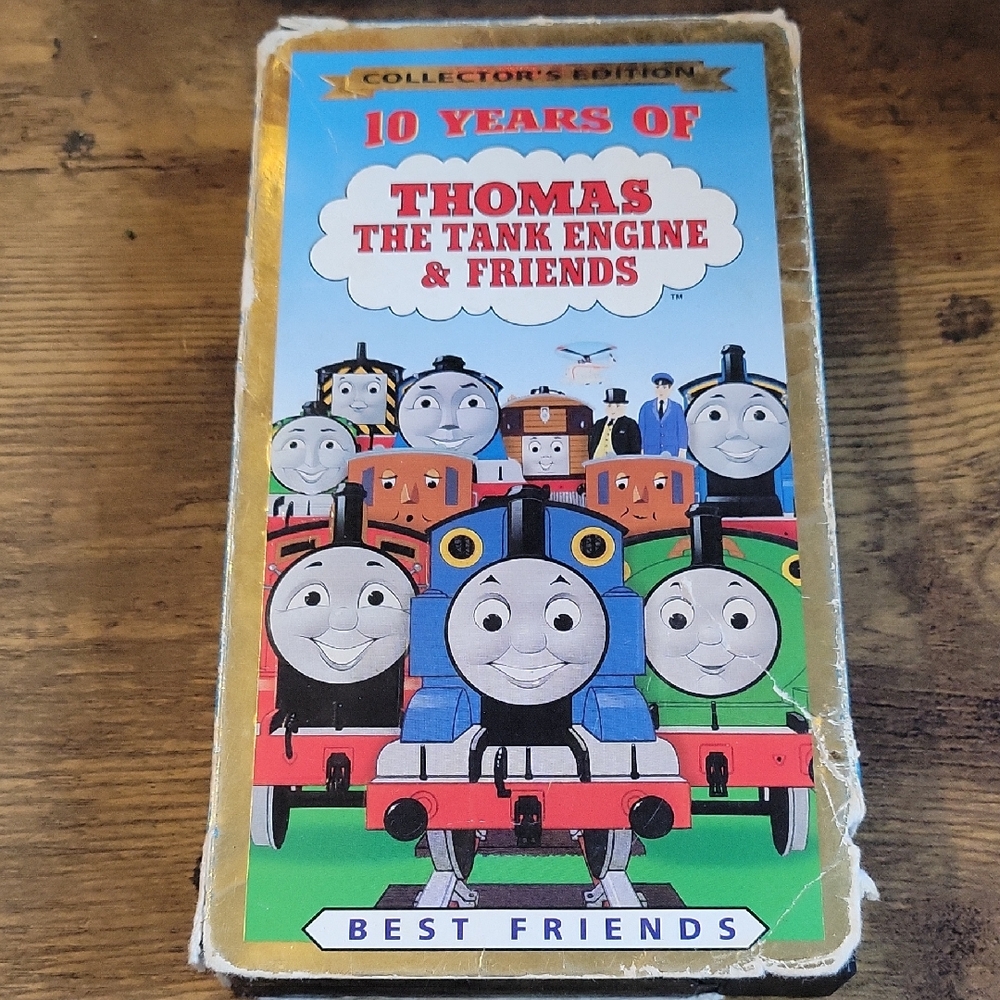 COLLECTOR'S EDITION
10 YEARS OF
THOMAS
THE TANK ENGINE
& FRIENDS
TM
BEST FRIENDS